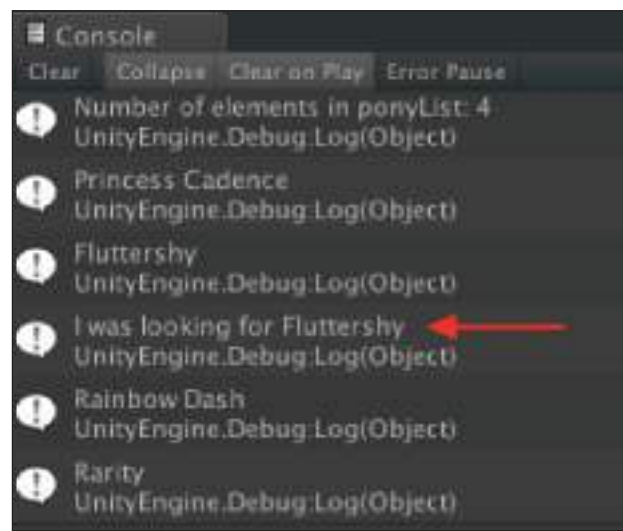 Console
Clear Collapse Clear on Play Error Pause
Number of elements in ponyList: 4
UnityEngine.Debug:Log(Object)
Princess Cadence
UnityEngine.Debug:Log(Object)
Fluttershy
UnityEngine.Debug:Log(Object)
I was looking for Fluttershy
UnityEngine.Debug:Log(Object)
Rainbow Dash
UnityEngine.Debug:Log(Object)
Rarity
UnityEngine.Debug:Log(Object)